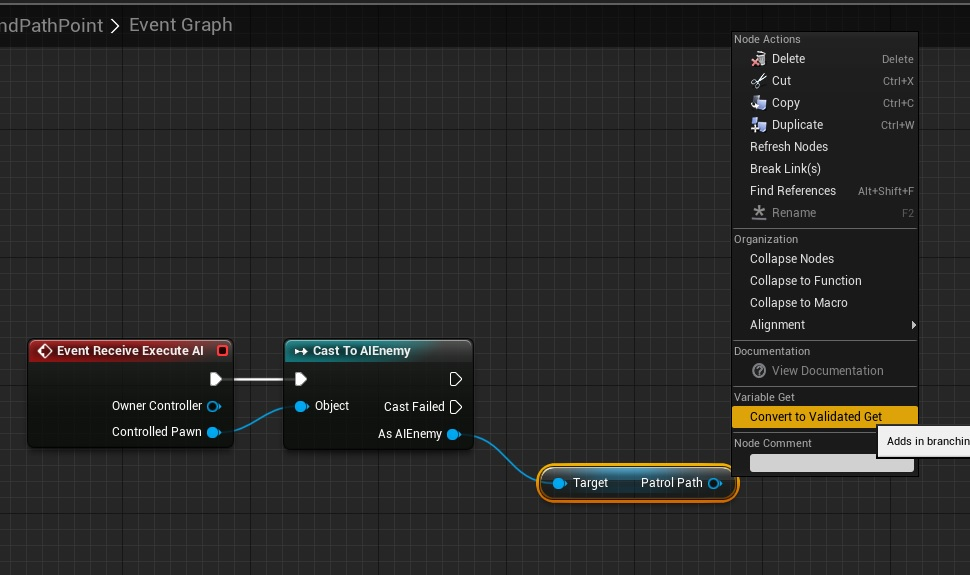 ndPathPoint > Event Graph
Node Actions
Delete Delete
Cut Ctrl+X
Copy Ctrl+C
Duplicate Ctrl+W
Refresh Nodes
Break Link(s)
Find References Alt+Shift+F
Rename F2
Organization
Collapse Nodes
Collapse to Function
Collapse to Macro
Alignment
Documentation
View Documentation
Variable Get
Convert to Validated Get
Adds in branchin
Node Comment
Event Receive Execute AI
Owner Controller
Controlled Pawn
Cast To AIEnemy
Object
Cast Failed
As AIEnemy
Target Patrol Path